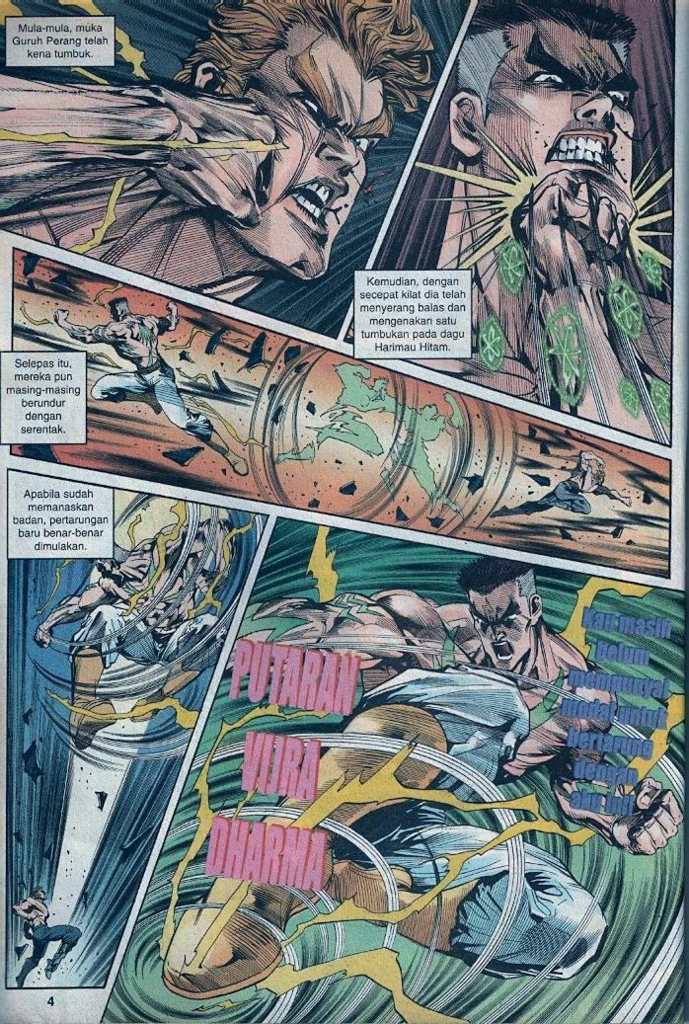 Mula-mula, muka
Guruh Perang telah
kena tumbuk.
Kemudian, dengan
secepat kilat dia telah
menyerang balas dan
mengenakan satu
tumbukan pada dagu
Harimau Hitam.
Selepas itu,
mereka pun
masing-masing
berundur
dengan
serentak.
Apabila sudah
memanaskan
badan, pertarungan
baru benar-benar
dimulakan.
PUTARAN
VIJRA
DHARMA
kau masih
belum
mempunyai
untuk
bertarung
dengan
aku lagi
4